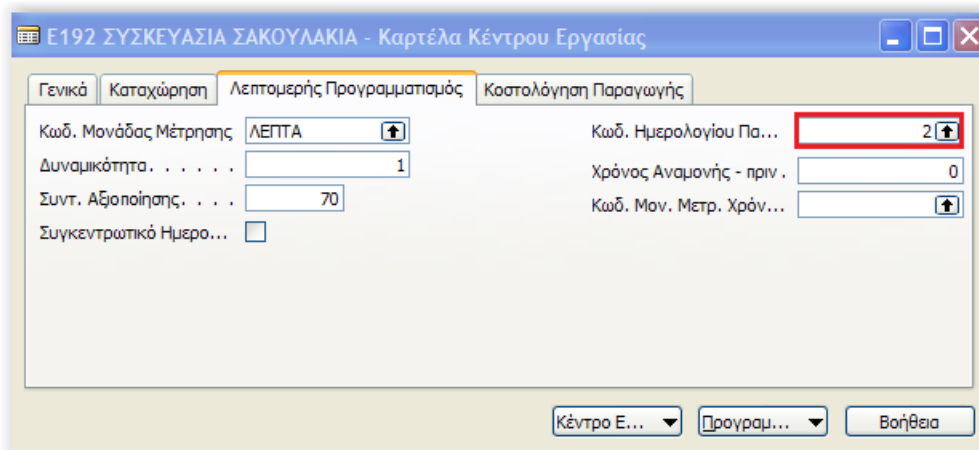 E192 ΣΥΣΚΕΥΑΣΙΑ ΣΑΚΟΥΛΑΚΙΑ - Καρτέλα Κέντρου Εργασίας
Γενικά Καταχώρηση Λεπτομερής Προγραμματισμός Κοστολόγηση Παραγωγής
Κωδ. Μονάδας Μέτρησης ΛΕΠΤΑ Κωδ. Ημερολογίου Πα... 2
Δυναμικότητα. . . . . . 1 Χρόνος Αναμονής - πριν . 0
Συντ. Αξιοποίησης. . . . 70 Κωδ. Μον. Μετρ. Χρόν...
Συγκεντρωτικό Ημερο...
Κέντρο Ε... Προγραμ... Βοήθεια